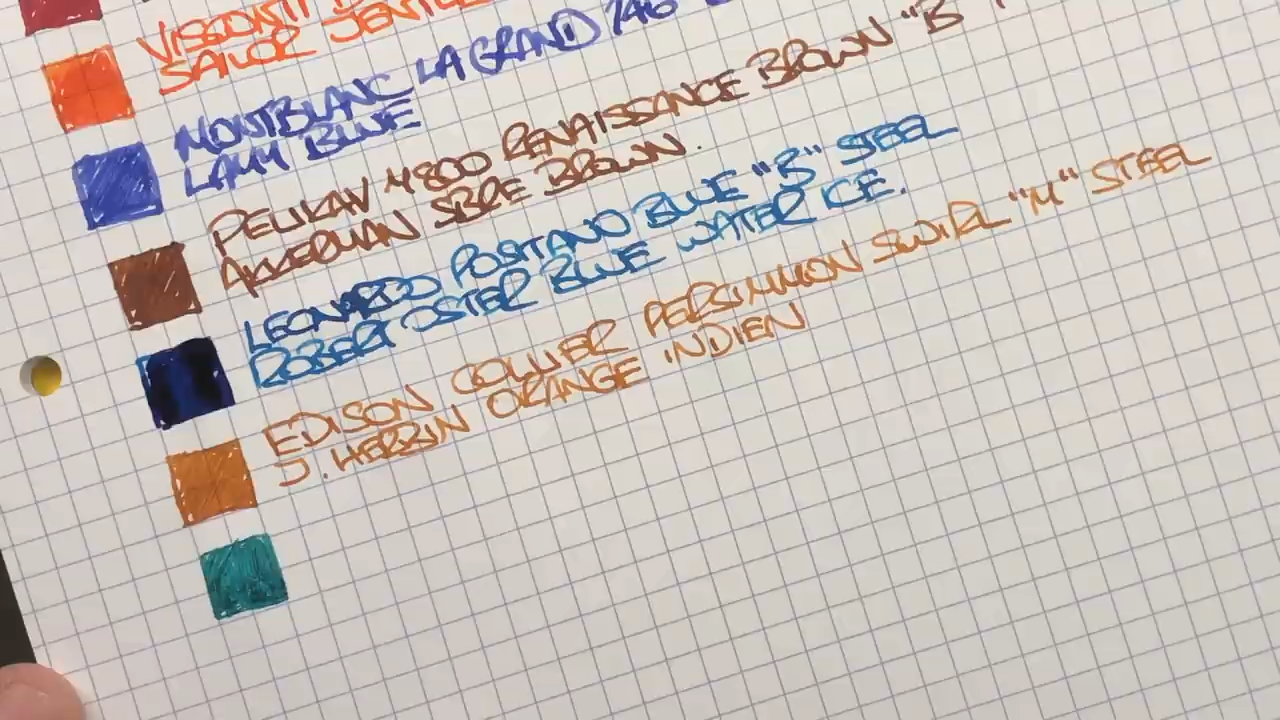 VISCONTI
SAILOR JENTLE
MONTBLANC LA GRAND 146
LAMY BLUE
PELIKAN M800 RENAISSANCE BROWN "B"
AKKERMAN SBRE BROWN.
LEONARDO POSITANO BLUE "B" STEEL
ROBERT OSTER BLUE WATER ICE.
EDISON COLLIER PERSIMMON SWIRL "M" STEEL
J. HERBIN ORANGE INDIEN